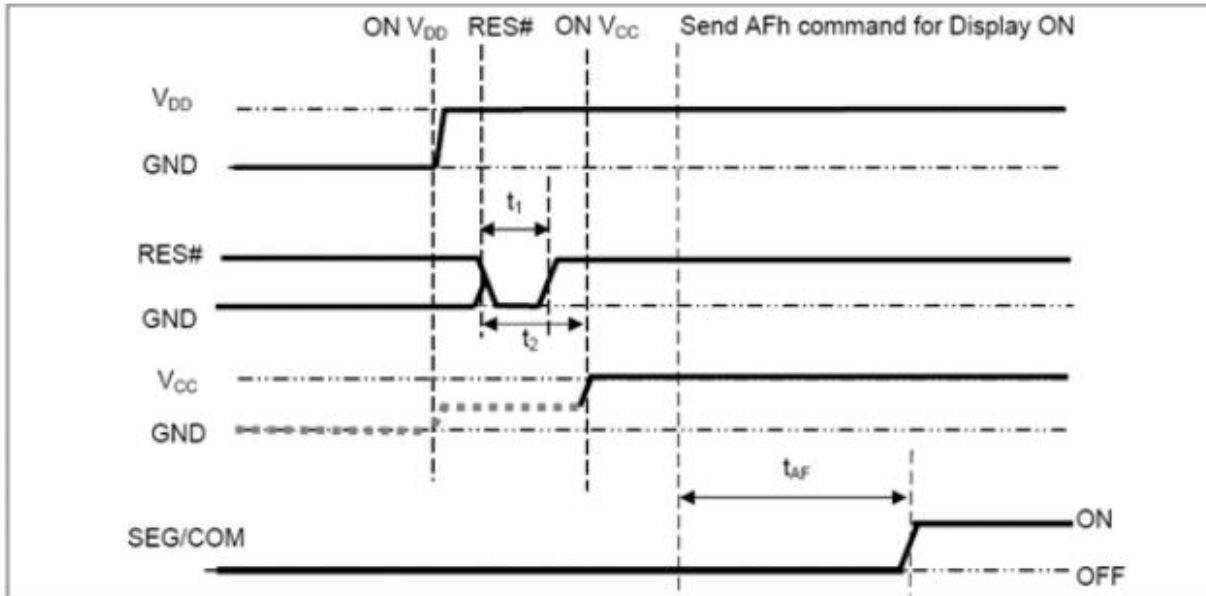 ON VDD RES# ON VCC Send AFh command for Display ON
VDD
GND
t1
RES#
GND
t2
VCC
GND
tAF
SEG/COM
ON
OFF